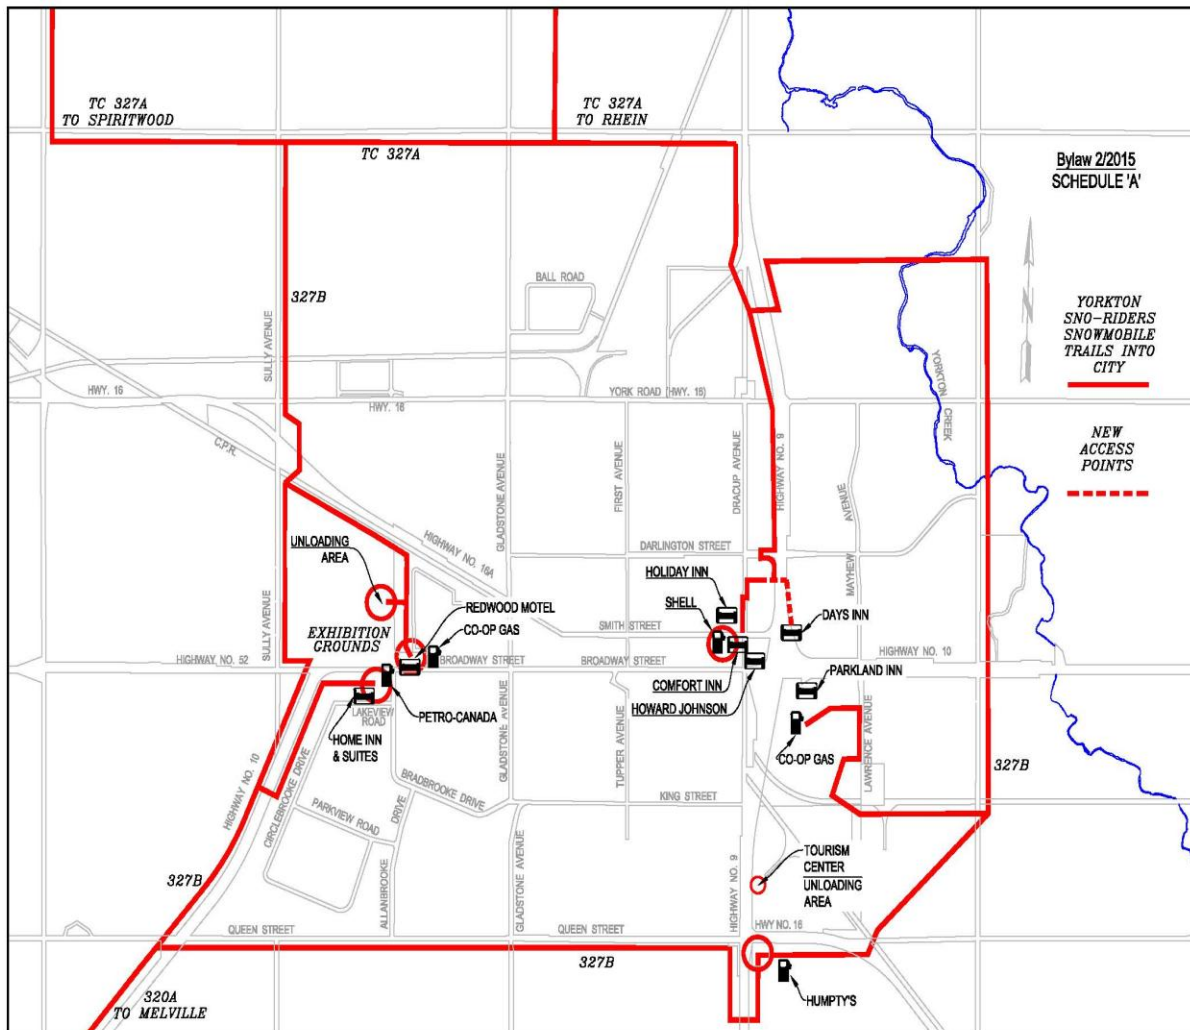 TC 327A
TO SPIRITWOOD
TC 327A
TO RHEIN
TC 327A
Bylaw 2/2015
SCHEDULE 'A'
N
YORKTON
SNO-RIDERS
SNOWMOBILE
TRAILS INTO
CITY
NEW
ACCESS
POINTS
327B
BALL ROAD
SULLY AVENUE
HWY. 16
HWY. 16
YORK ROAD (HWY. 16)
YORKTON
CREEK
C.P.R.
GLADSTONE AVENUE
FIRST AVENUE
DRACUP AVENUE
HIGHWAY NO. 9
MAYHEW AVENUE
HIGHWAY NO. 16A
DARLINGTON STREET
UNLOADING
AREA
HOLIDAY INN
SHELL
DAYS INN
REDWOOD MOTEL
CO-OP GAS
SMITH STREET
SULLY AVENUE
EXHIBITION
GROUNDS
HIGHWAY NO. 52
BROADWAY STREET
BROADWAY STREET
HIGHWAY NO. 10
COMFORT INN
HOWARD JOHNSON
PARKLAND INN
PETRO-CANADA
LAKEVIEW
ROAD
HOME INN
& SUITES
GLADSTONE AVENUE
TUPPER AVENUE
CO-OP GAS
LAWRENCE AVENUE
327B
HIGHWAY NO. 10
CIRCLEBROOKE DRIVE
BRADBROOKE DRIVE
PARKVIEW ROAD
KING STREET
ALLANBROOKE DRIVE
GLADSTONE AVENUE
HIGHWAY NO. 9
TOURISM
CENTER
UNLOADING
AREA
327B
QUEEN STREET
QUEEN STREET
HWY NO. 16
327B
HUMPTY'S
320A
TO MELVILLE